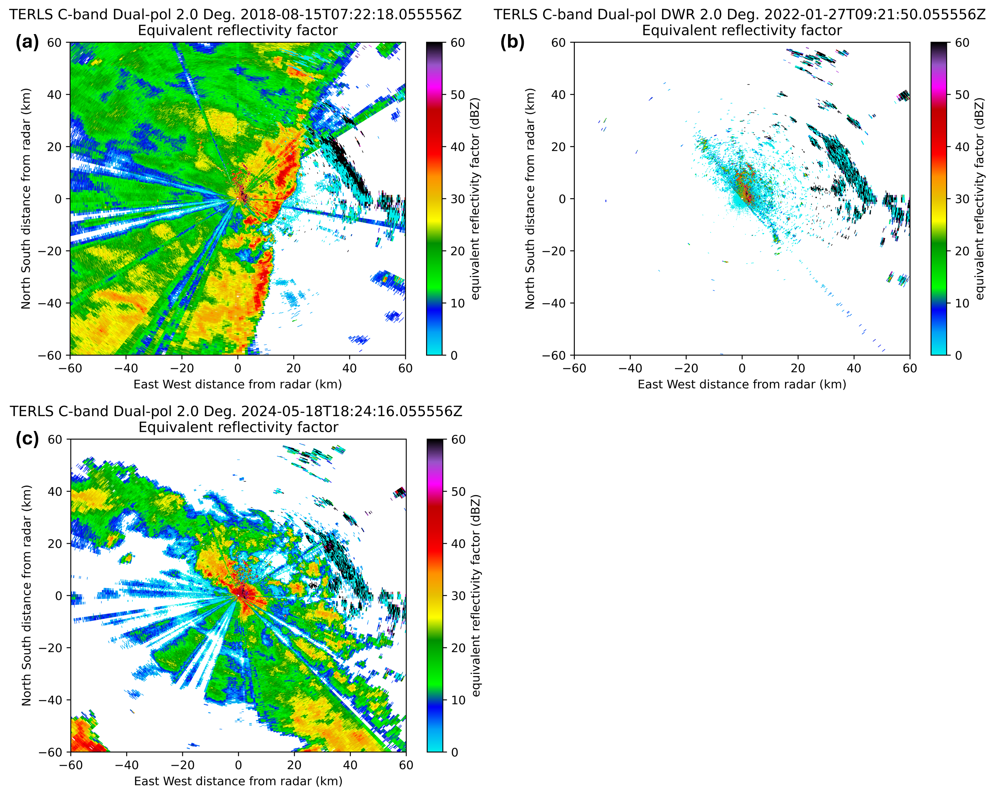 TERLS C-band Dual-pol 2.0 Deg. 2018-08-15T07:22:18.055556Z
Equivalent reflectivity factor
(a)
60
40
20
0
−20
−40
−60
North South distance from radar (km)
−60 −40 −20 0 20 40 60
East West distance from radar (km)
60
50
40
30
20
10
0
equivalent reflectivity factor (dBZ)
TERLS C-band Dual-pol DWR 2.0 Deg. 2022-01-27T09:21:50.055556Z
Equivalent reflectivity factor
(b)
60
40
20
0
−20
−40
−60
North South distance from radar (km)
−60 −40 −20 0 20 40 60
East West distance from radar (km)
60
50
40
30
20
10
0
equivalent reflectivity factor (dBZ)
TERLS C-band Dual-pol 2.0 Deg. 2024-05-18T18:24:16.055556Z
Equivalent reflectivity factor
(c)
60
40
20
0
−20
−40
−60
North South distance from radar (km)
−60 −40 −20 0 20 40 60
East West distance from radar (km)
60
50
40
30
20
10
0
equivalent reflectivity factor (dBZ)